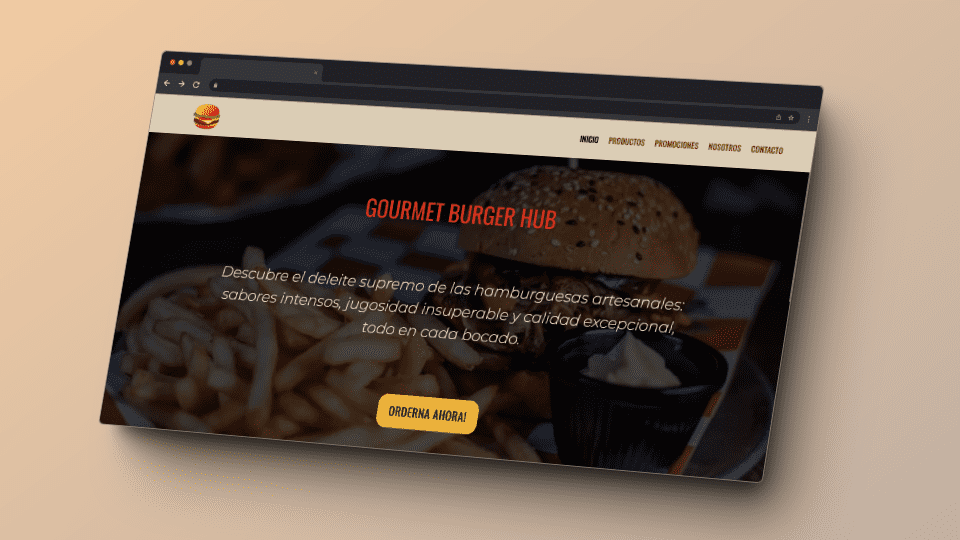 INICIO PRODUCTOS PROMOCIONES NOSOTROS CONTACTO
GOURMET BURGER HUB
Descubre el deleite supremo de las hamburguesas artesanales:
sabores intensos, jugosidad insuperable y calidad excepcional,
todo en cada bocado.
ORDERNA AHORA!